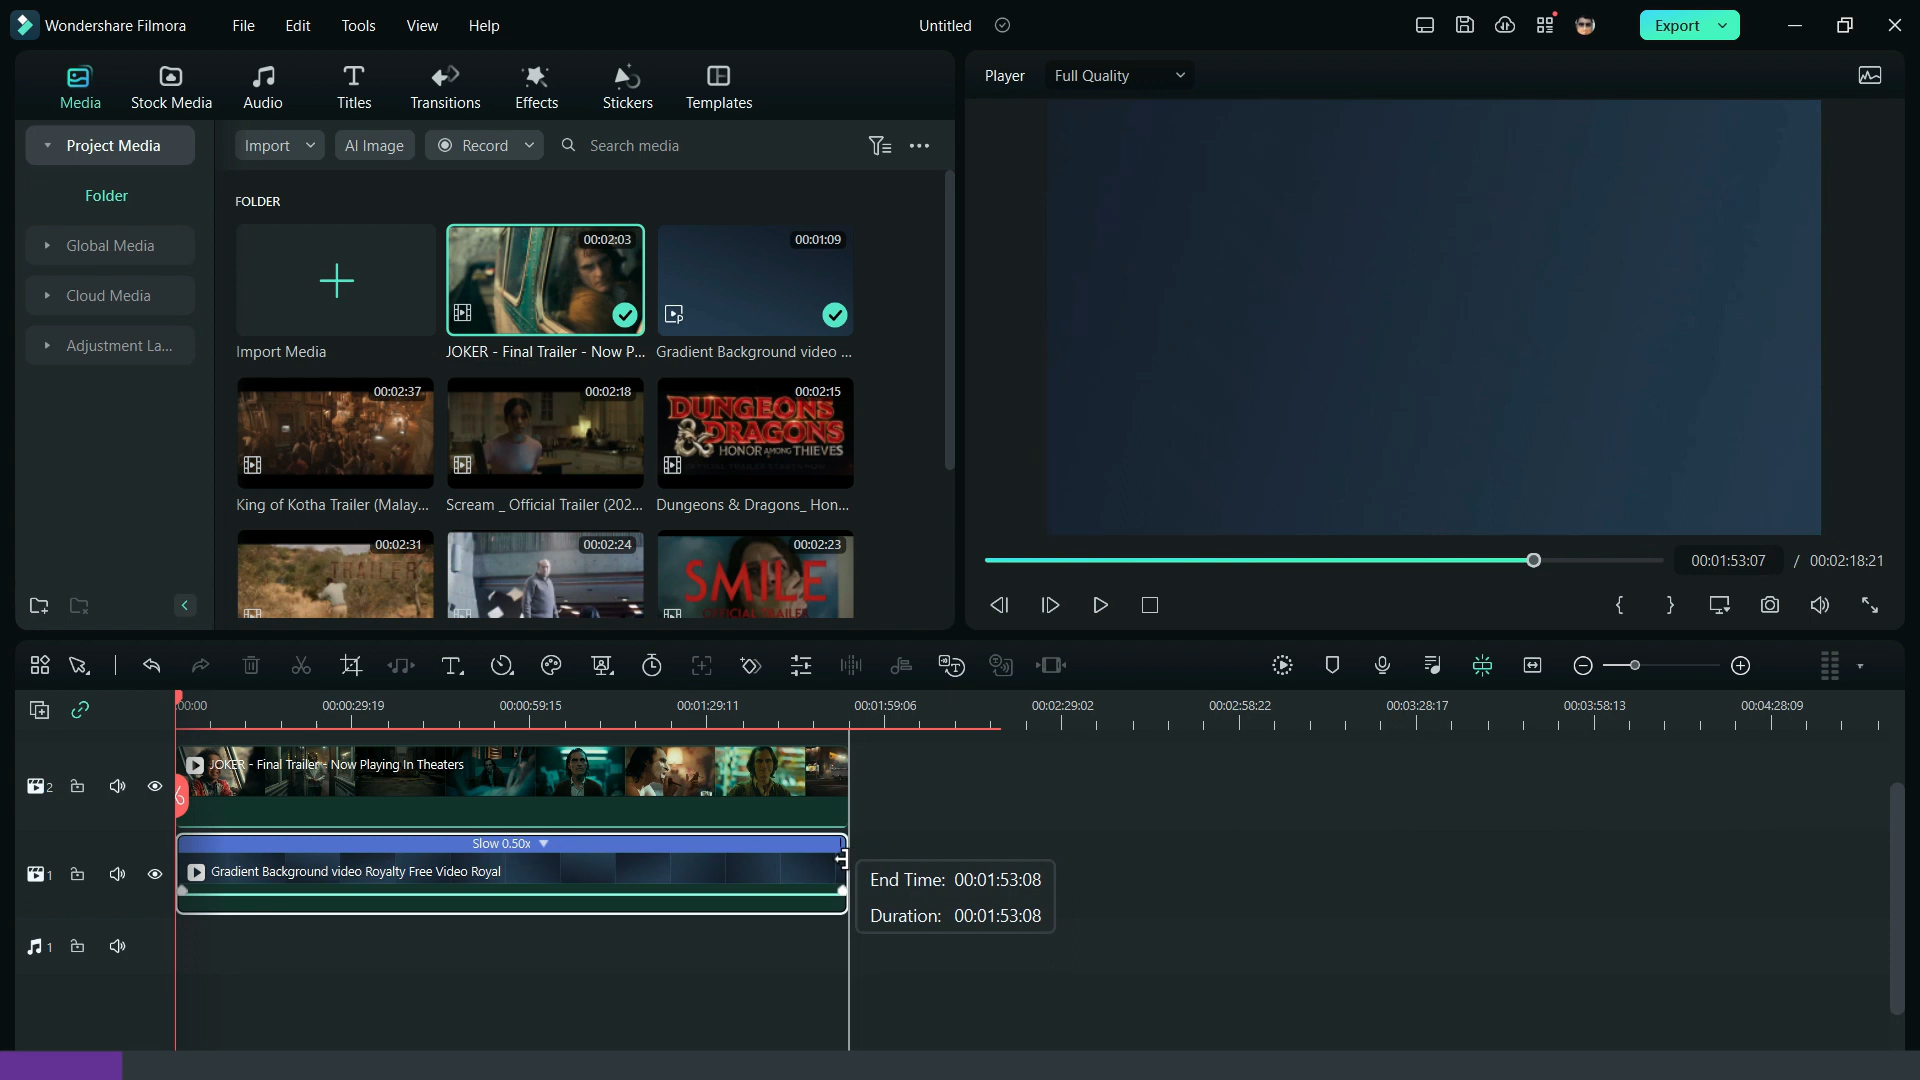 Wondershare Filmora
File
Edit
Tools
View
Help
Untitled
Export
Media
Stock Media
Audio
Titles
Transitions
Effects
Stickers
Templates
Player
Full Quality
Project Media
Folder
Global Media
Cloud Media
Adjustment La...
Import
AI Image
Record
Search media
FOLDER
Import Media
00:02:03
JOKER - Final Trailer - Now P...
00:01:09
Gradient Background video ...
00:02:37
King of Kotha Trailer (Malay...
00:02:18
Scream _ Official Trailer (202...
00:02:15
DUNGEONS
& DRAGONS
HONOR AMONG THIEVES
Dungeons & Dragons_ Hon...
00:02:31
TRAILER
00:02:24
00:02:23
SMILE
OFFICIAL TRAILER
00:01:53:07 / 00:02:18:21
:00:00
00:00:29:19
00:00:59:15
00:01:29:11
00:01:59:06
00:02:29:02
00:02:58:22
00:03:28:17
00:03:58:13
00:04:28:09
2
JOKER - Final Trailer - Now Playing In Theaters
Slow 0.50x
1
Gradient Background video Royalty Free Video Royal
End Time: 00:01:53:08
Duration: 00:01:53:08
1